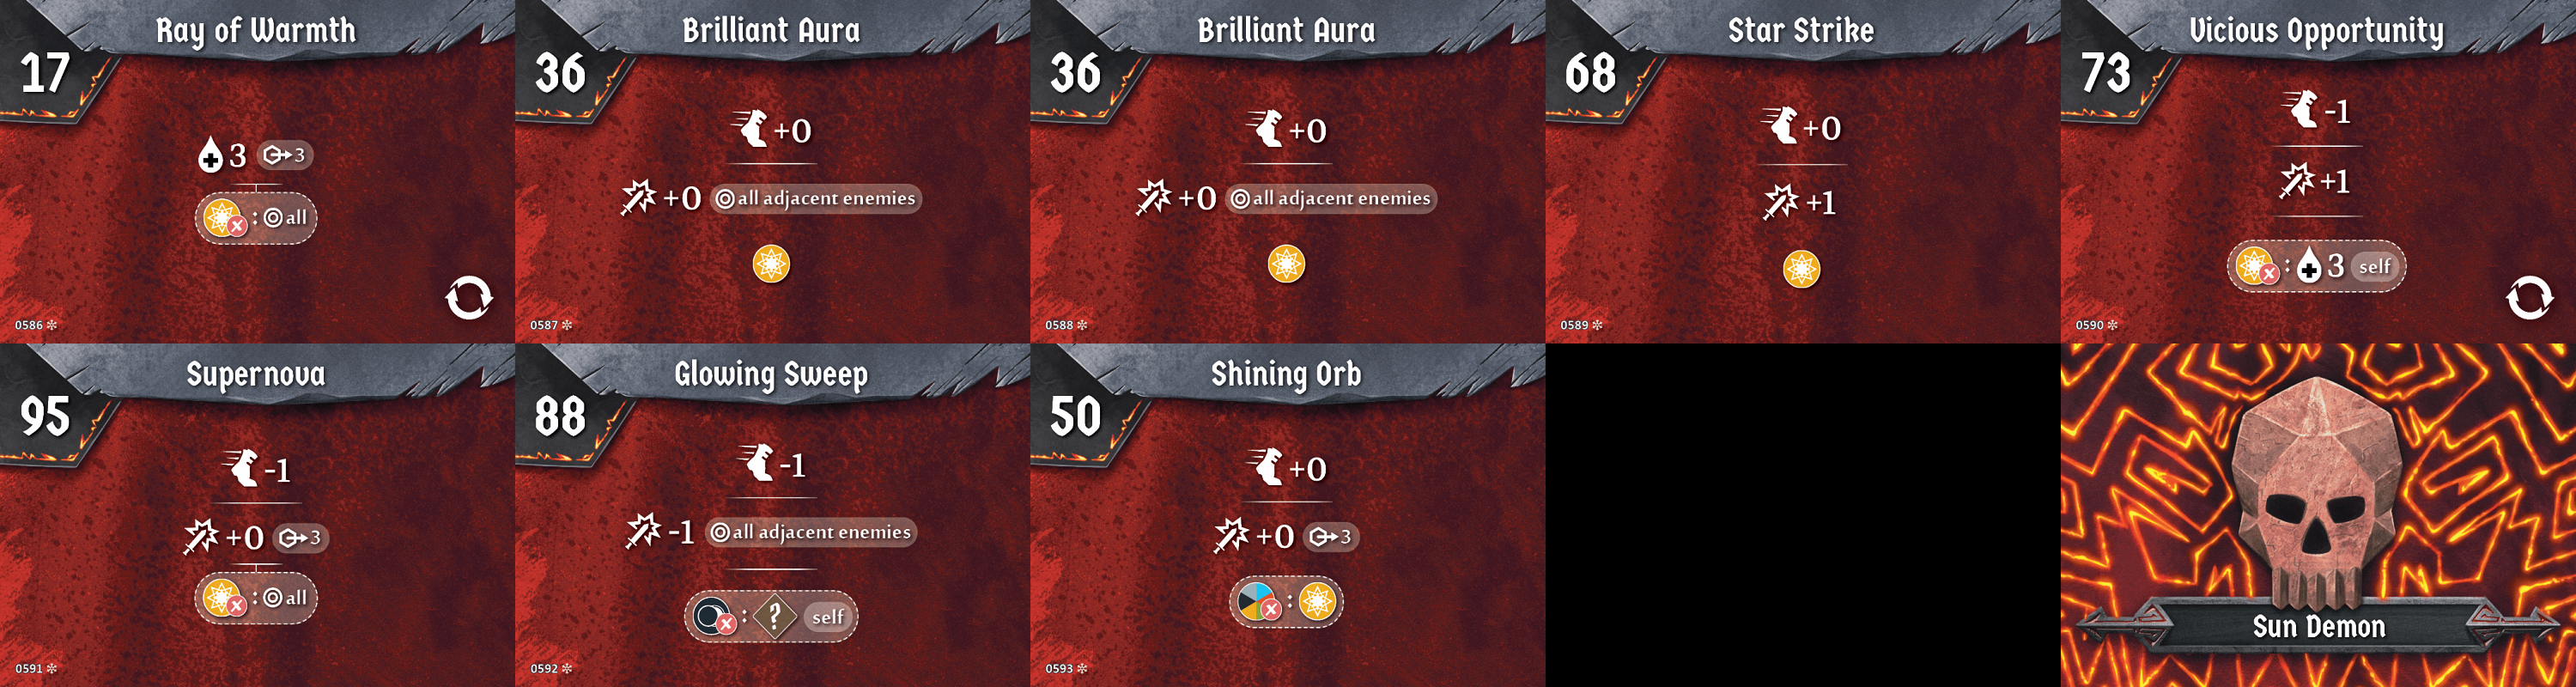 Ray of Warmth
17
3 3
: all
0586
Brilliant Aura
36
+0
+0 all adjacent enemies
0587
Brilliant Aura
36
+0
+0 all adjacent enemies
0588
Star Strike
68
+0
+1
0589
Vicious Opportunity
73
-1
+1
: 3 self
0590
Supernova
95
-1
+0 3
: all
0591
Glowing Sweep
88
-1
-1 all adjacent enemies
: ? self
0592
Shining Orb
50
+0
+0 3
:
0593
Sun Demon